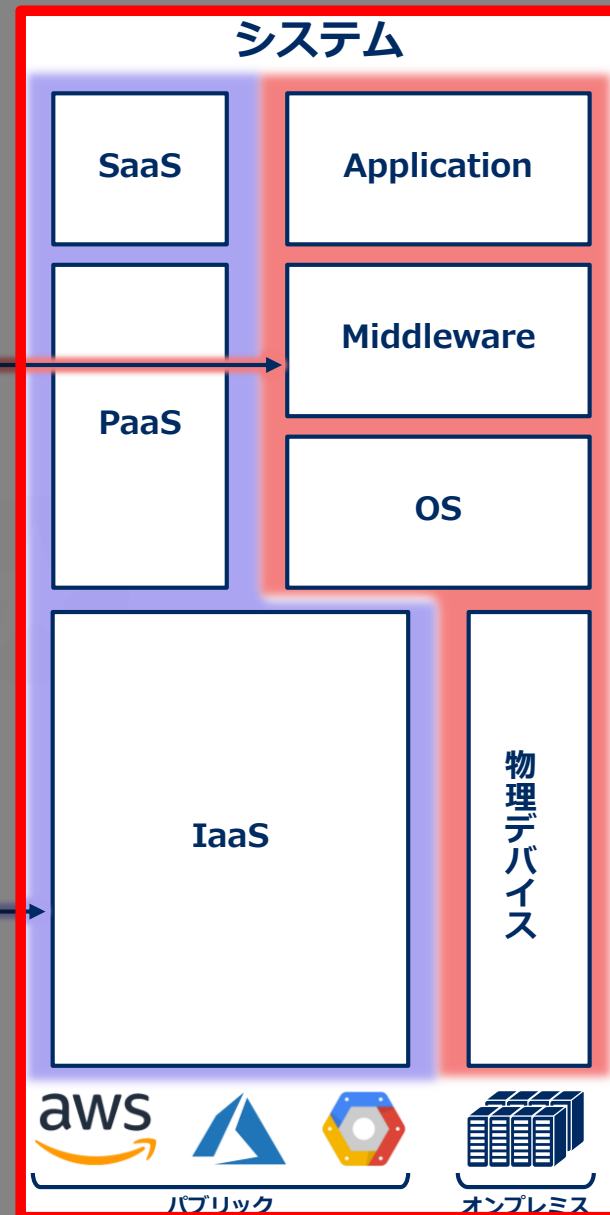 システム
SaaS
Application
PaaS
Middleware
OS
IaaS
物理デバイス
aws
パブリック
オンプレミス